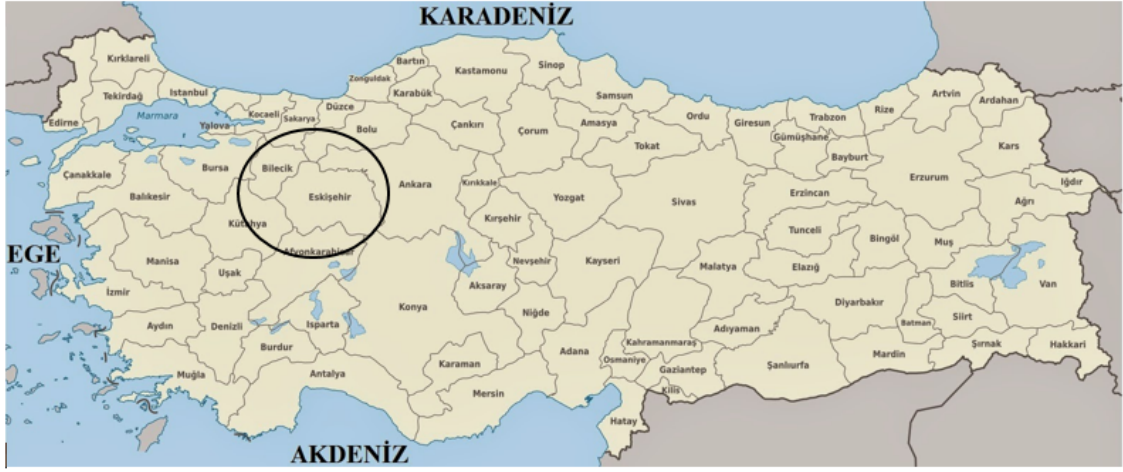 KARADENİZ
Kırklareli
Bartın
Sinop
Kastamonu
Zonguldak
Tekirdağ
Istanbul
Karabük
Samsun
Artvin
Ardahan
Marmara
Kocaeli
Sakarya
Düzce
Ordu
Giresun
Trabzon
Rize
Edirne
Yalova
Bolu
Çankırı
Çorum
Amasya
Gümüşhane
Tokat
Bayburt
Kars
Çanakkale
Bursa
Bilecik
Ankara
Kırıkkale
Erzurum
Iğdır
Balıkesir
Eskişehir
Yozgat
Sivas
Erzincan
Ağrı
Kütahya
Kırşehir
Tunceli
Bingöl
Muş
EGE
Manisa
Uşak
Afyonkarahisar
Nevşehir
Kayseri
Malatya
Elazığ
Bitlis
Van
İzmir
Konya
Aksaray
Niğde
Diyarbakır
Siirt
Aydın
Denizli
Isparta
Adıyaman
Batman
Burdur
Kahramanmaraş
Şırnak
Hakkari
Muğla
Antalya
Karaman
Adana
Osmaniye
Gaziantep
Şanlıurfa
Mardin
Mersin
Kilis
Hatay
AKDENİZ